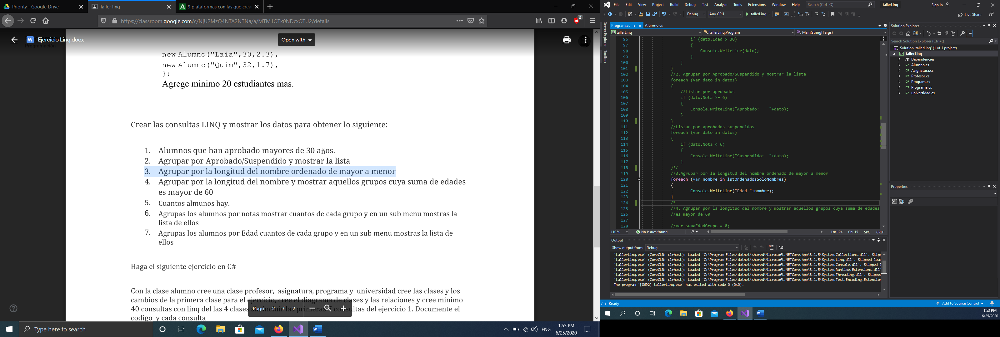 Priority - Google Drive
Taller linq
9 plataformas con las que crea
https://classroom.google.com/c/NjU2MzQ4NTA2NTNa/a/MTM1OTk0NDcxOTU2/details
2
Ejercicio Linq.docx
Programación
Open with
new Alumno("Laia",30,2.3),
new Alumno("Quim",32,1.7),
};
Agrege minimo 20 estudiantes mas.
Crear las consultas LINQ y mostrar los datos para obtener lo siguiente:
1. Alumnos que han aprobado mayores de 30 años.
2. Agrupar por Aprobado/Suspendido y mostrar la lista
3. Agrupar por la longitud del nombre ordenado de mayor a menor
4. Agrupar por la longitud del nombre y mostrar aquellos grupos cuya suma de edades
es mayor de 60
5. Cuantos almunos hay.
6. Agrupas los alumnos por notas mostrar cuantos de cada grupo y en un sub menu mostras la
lista de ellos
7. Agrupas los alumnos por Edad cuantos de cada grupo y en un sub menu mostras la lista de
ellos
Haga el siguiente ejercicio en C#
Con la clase alumno cree una clase profesor, asignatura, programa y universidad cree las clases y los
cambios de la primera clase para el ejercicio, cree el diagrama de clases y las relaciones y cree minimo
40 consultas con linq del las 4 clases sin incluir las primeras 7 consultas del ejercicio 1. Documente el
codigo y cada consulta
Page 2 / 2
Type here to search
ENG
1:53 PM
6/25/2020
File Edit View Project Build Debug Test Analyze Tools Extensions Window Help Search (Ctrl+Q) tallerLinq Sign in
Debug Any CPU tallerLinq Live Share
Server Explorer
Toolbox
Program.cs Alumno.cs
tallerLinq tallerLinq.Program Main(string[] args)
96 if (dato.Edad > 30)
97 {
98 Console.WriteLine(dato);
99 }
100 }
101 }
102 //2. Agrupar por Aprobado/Suspendido y mostrar la lista
103 foreach (var dato in datos)
104 {
105 //Listar por aprobados
106 if (dato.Nota >= 6)
107 {
108 Console.WriteLine("Aprobado:    "+dato);
109 }
110 }
111 //Listar por aprobados suspendidos
112 foreach (var dato in datos)
113 {
114 if (dato.Nota < 6)
115 {
116 Console.WriteLine("Suspendido:  "+dato);
117 }
118 }*/
119 //3.Agrupar por la longitud del nombre ordenado de mayor a menor
120 foreach (var nombre in lstOrdenadosSoloNombres)
121 {
122 Console.WriteLine("Edad "+nombre);
123 }
124 /*
125 //4. Agrupar por la longitud del nombre y mostrar aquellos grupos cuya suma de edades
126 //es mayor de 60
127
128 //var sumaEdadGrupo = 0;
110 % No issues found Ln: 124 Ch: 15 SPC CRLF
Output
Show output from: Debug
'tallerLinq.exe' (CoreCLR: clrhost): Loaded 'C:\Program Files\dotnet\shared\Microsoft.NETCore.App\3.1.5\System.Collections.dll'. Skipp
'tallerLinq.exe' (CoreCLR: clrhost): Loaded 'C:\Program Files\dotnet\shared\Microsoft.NETCore.App\3.1.5\System.Linq.dll'. Skipped load
'tallerLinq.exe' (CoreCLR: clrhost): Loaded 'C:\Program Files\dotnet\shared\Microsoft.NETCore.App\3.1.5\System.Console.dll'. Skipped l
'tallerLinq.exe' (CoreCLR: clrhost): Loaded 'C:\Program Files\dotnet\shared\Microsoft.NETCore.App\3.1.5\System.Runtime.Extensions.dll'
'tallerLinq.exe' (CoreCLR: clrhost): Loaded 'C:\Program Files\dotnet\shared\Microsoft.NETCore.App\3.1.5\System.Threading.dll'. Skipped
'tallerLinq.exe' (CoreCLR: clrhost): Loaded 'C:\Program Files\dotnet\shared\Microsoft.NETCore.App\3.1.5\System.Text.Encoding.Extension
The program '[8692] tallerLinq.exe' has exited with code 0 (0x0).
Solution Explorer
Search Solution Explorer (Ctrl+;)
Solution 'tallerLinq' (1 of 1 project)
tallerLinq
Dependencies
Alumno.cs
Asignatura.cs
Profesor.cs
Program.cs
Programa.cs
universidad.cs
Properties
Ready
Add to Source Control
1:53 PM
6/25/2020